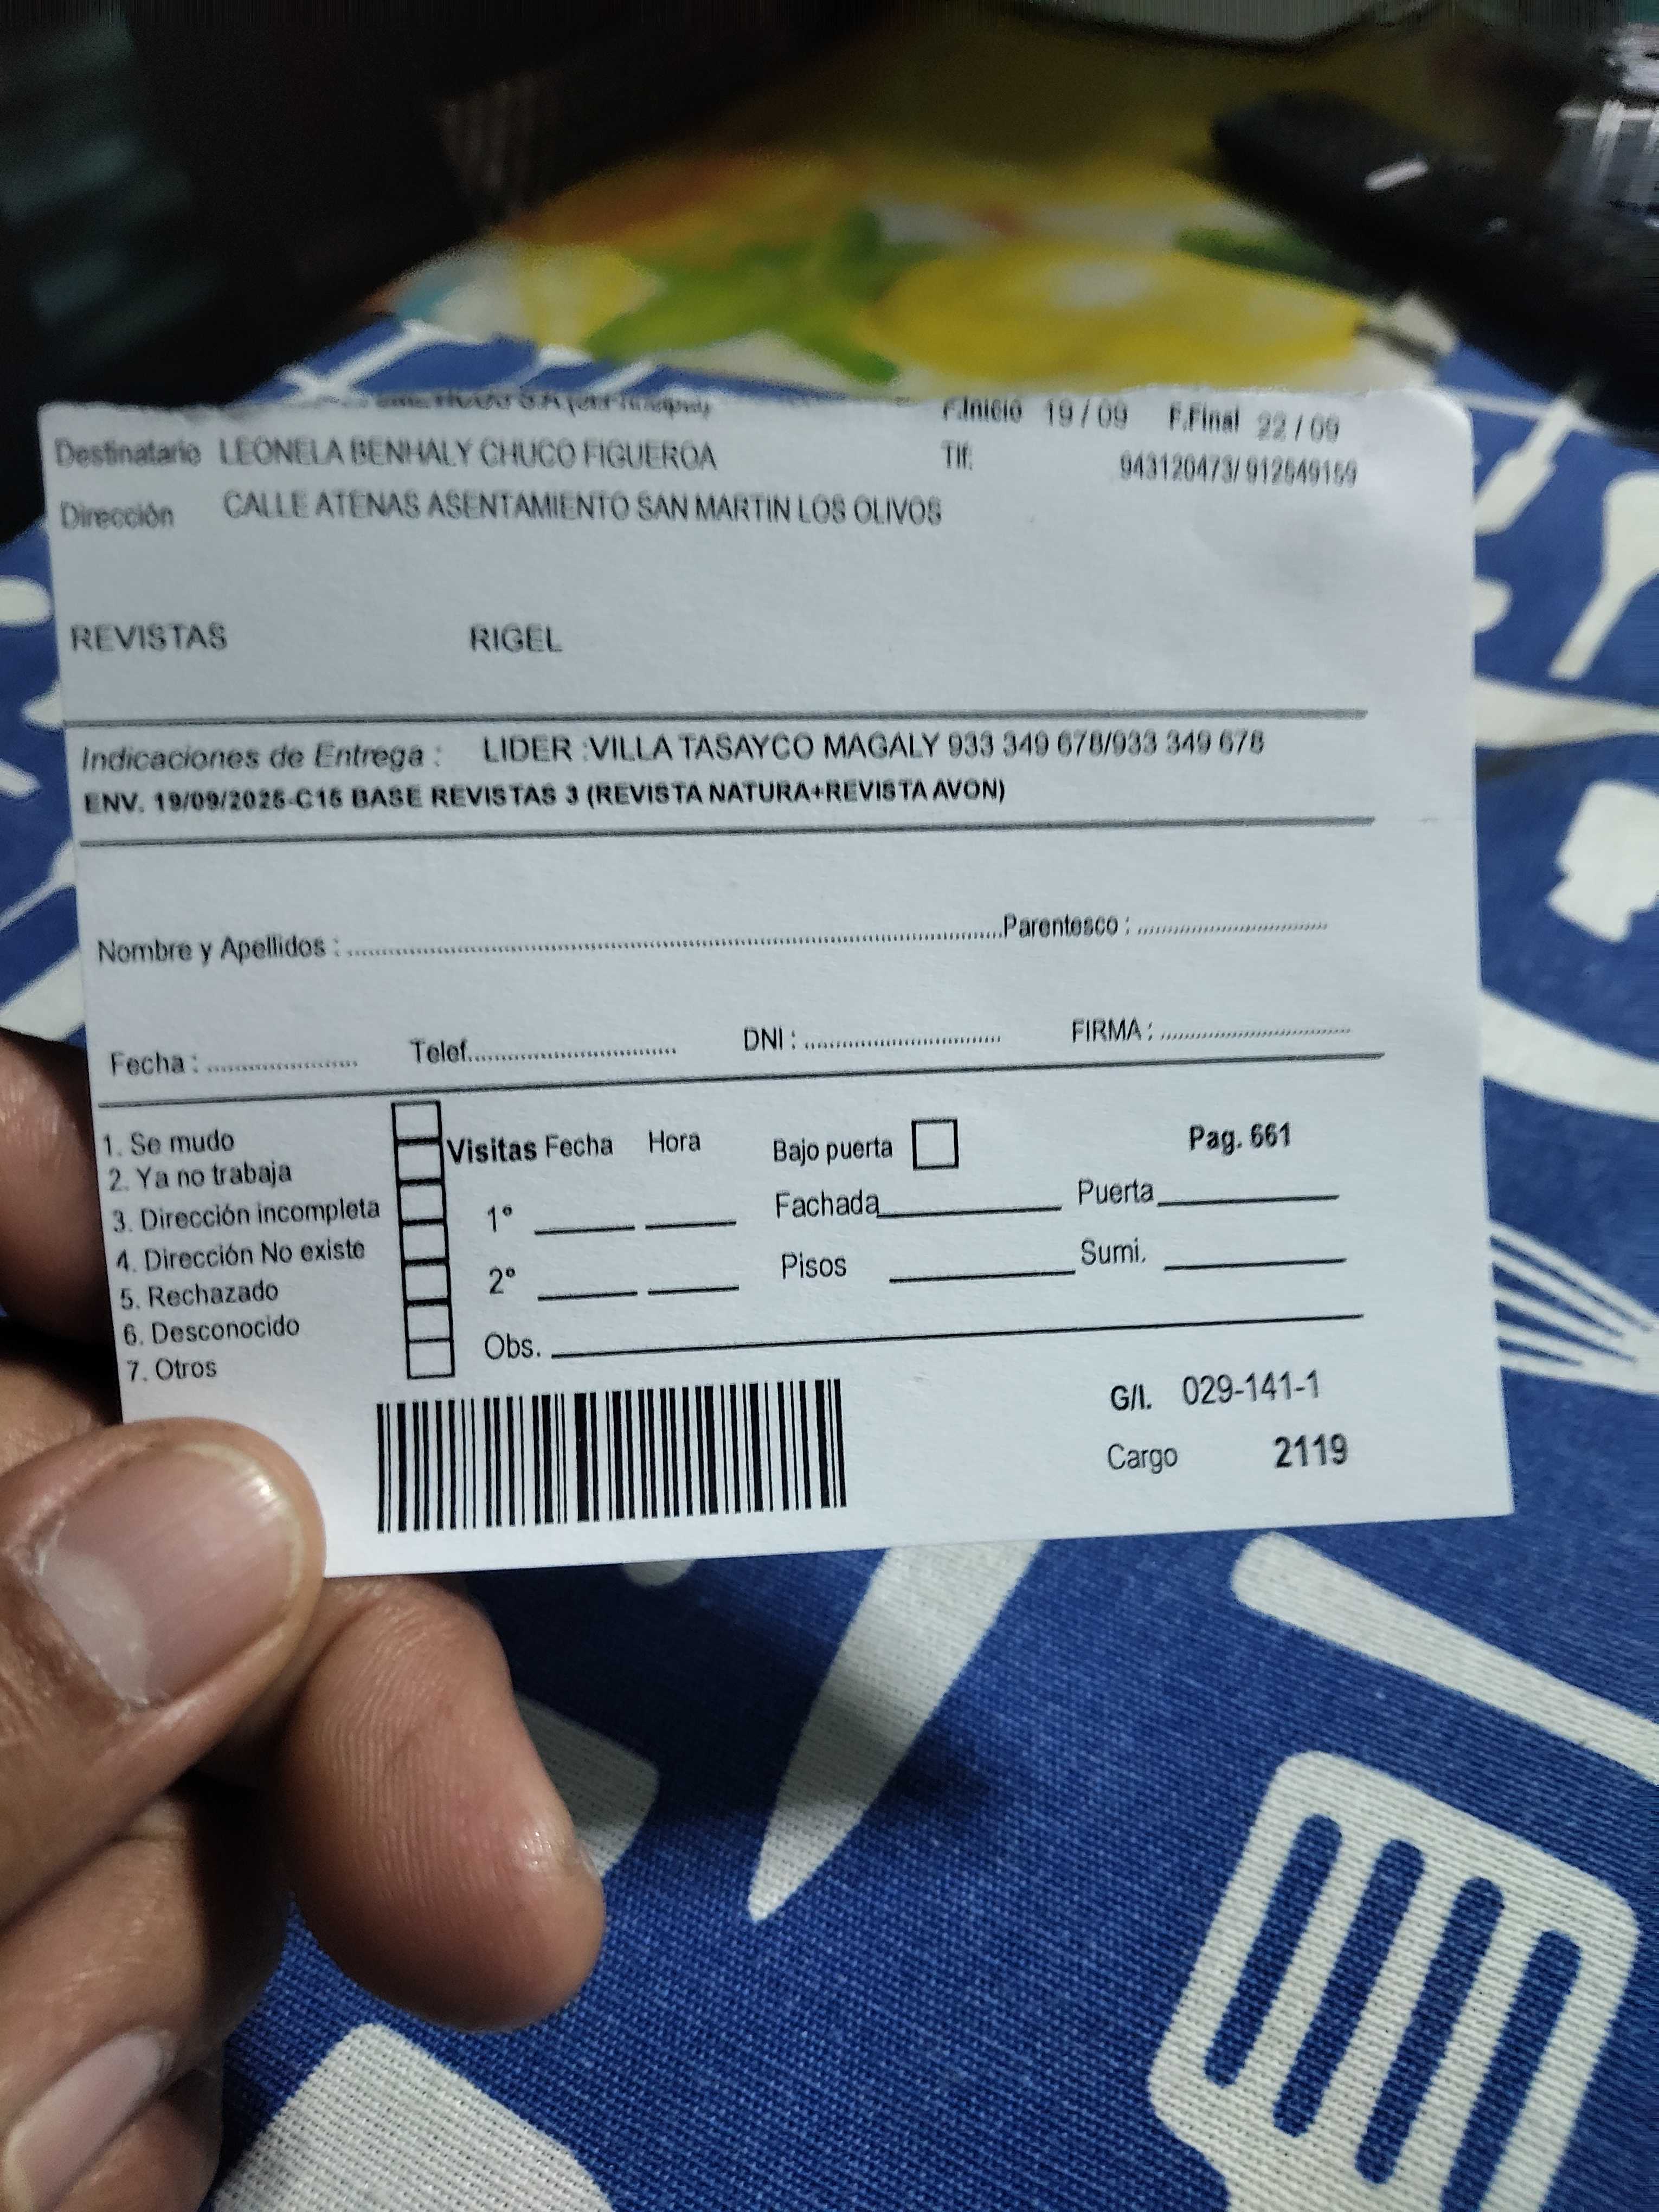 S.A (
F.Inicio 19 / 09 F.Final 22 / 09
Destinatario LEONELA BENHALY CHUCO FIGUEROA Tlf: 943120473/ 912649159
Dirección CALLE ATENAS ASENTAMIENTO SAN MARTIN LOS OLIVOS
REVISTAS RIGEL
Indicaciones de Entrega : LIDER :VILLA TASAYCO MAGALY 933 349 678/933 349 678
ENV. 19/09/2025-C15 BASE REVISTAS 3 (REVISTA NATURA+REVISTA AVON)
Nombre y Apellidos : Parentesco :
Fecha : Telef. DNI : FIRMA :
1. Se mudo
2. Ya no trabaja
3. Dirección incompleta
4. Dirección No existe
5. Rechazado
6. Desconocido
7. Otros
Visitas Fecha Hora
1º
2º
Obs.
Bajo puerta Pag. 661
Fachada Puerta
Pisos Sumi.
G/I. 029-141-1
Cargo 2119